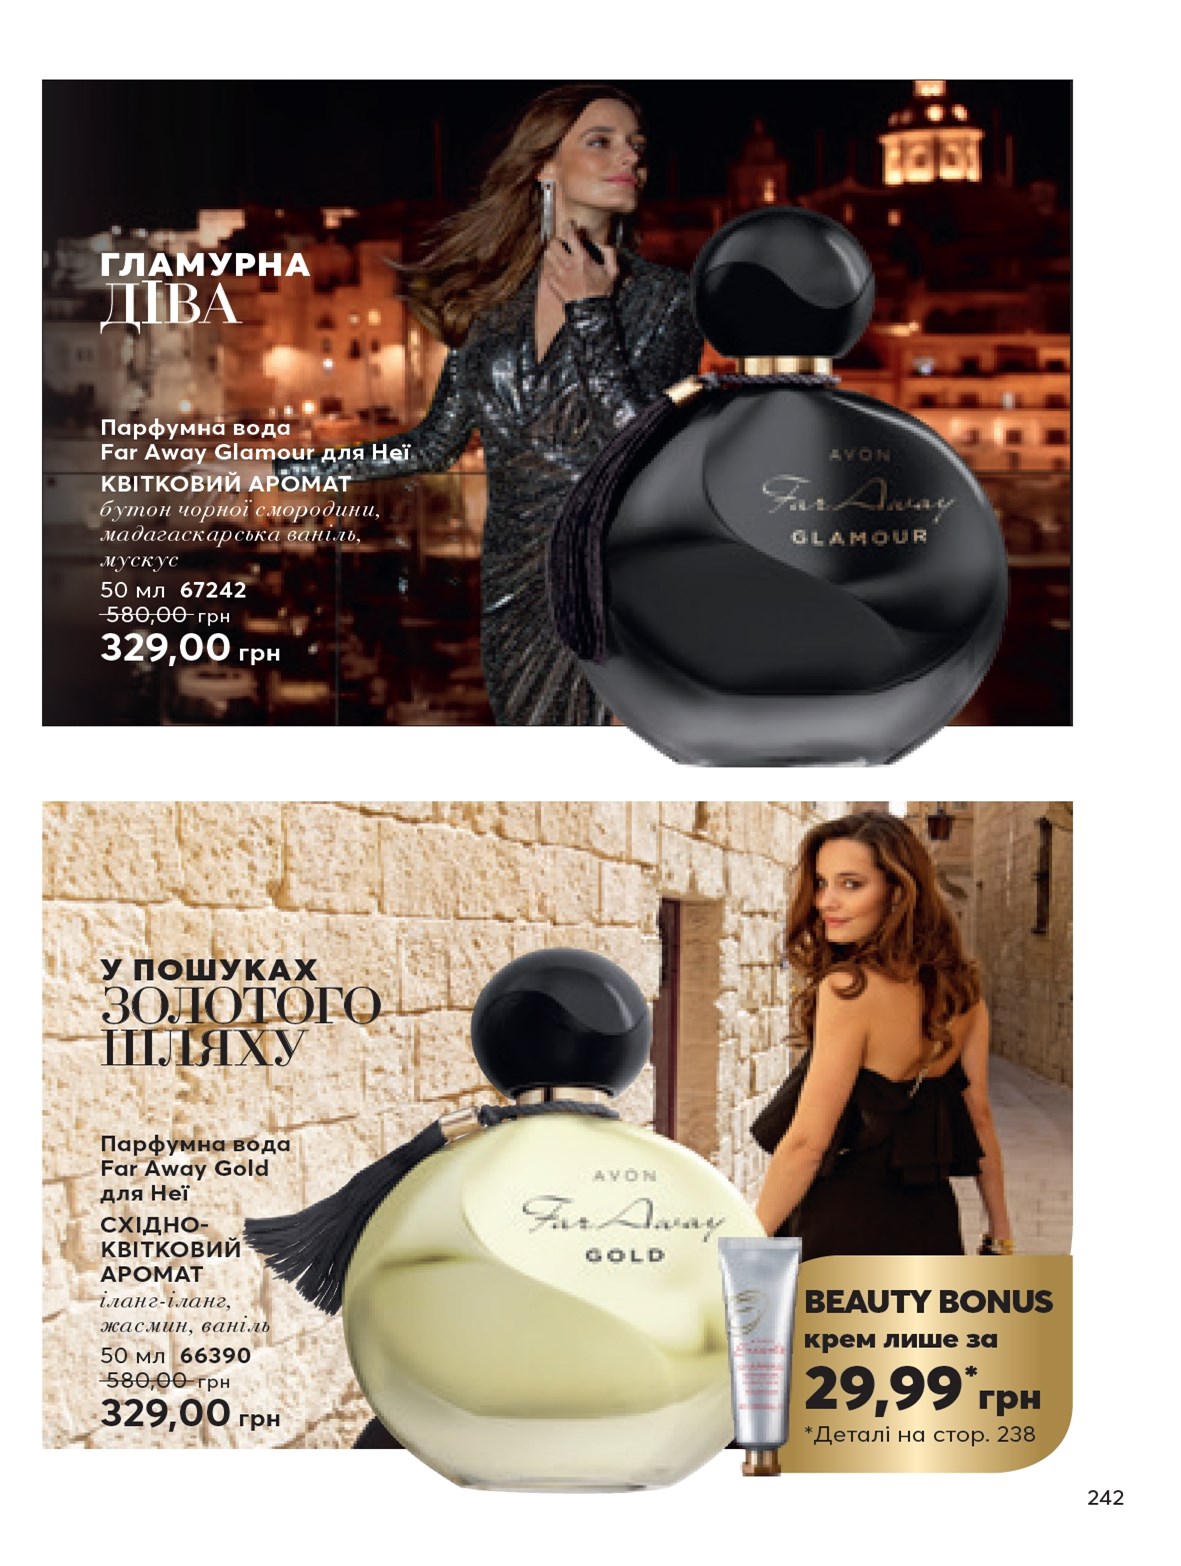 ГЛАМУРНА
ДІВА
Парфумна вода
Far Away Glamour для Неї
КВІТКОВИЙ АРОМАТ
бутон чорної смородини,
мадагаскарська ваніль,
мускус
50 мл 67242
580,00 грн
329,00 грн
AVON
Far Away
GLAMOUR
У ПОШУКАХ
ЗОЛОТОГО
ШЛЯХУ
Парфумна вода
Far Away Gold
для Неї
СХІДНО-
КВІТКОВИЙ
АРОМАТ
іланг-іланг,
жасмин, ваніль
50 мл 66390
580,00 грн
329,00 грн
AVON
Far Away
GOLD
BEAUTY BONUS
крем лише за
29,99* грн
*Деталі на стор. 238
242